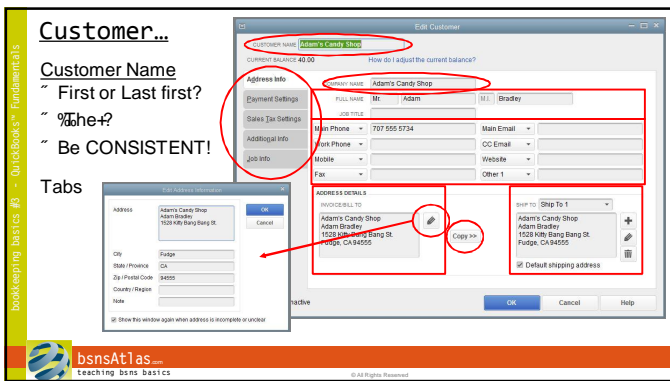 Customer…
Customer Name
˝ First or Last first?
˝ %The+?
˝ Be CONSISTENT!
Tabs
bookkeeping basics #3 - QuickBooks™ Fundamentals
Edit Customer
CUSTOMER NAME Adam's Candy Shop
CURRENT BALANCE 40.00 How do I adjust the current balance?
Address Info
Payment Settings
Sales Tax Settings
Additional Info
Job Info
COMPANY NAME Adam's Candy Shop
FULL NAME Mr. Adam M.I. Bradley
JOB TITLE
Main Phone 707 555 5734 Main Email
Work Phone CC Email
Mobile Website
Fax Other 1
ADDRESS DETAILS
INVOICE/BILL TO
Adam's Candy Shop
Adam Bradley
1528 Kitty Bang Bang St.
Fudge, CA 94555
Copy >>
SHIP TO Ship To 1
Adam's Candy Shop
Adam Bradley
1528 Kitty Bang Bang St.
Fudge, CA 94555
Default shipping address
OK Cancel Help
Edit Address Information
Address Adam's Candy Shop
Adam Bradley
1528 Kitty Bang Bang St.
OK
Cancel
City Fudge
State / Province CA
Zip / Postal Code 94555
Country / Region
Note
Show this window again when address is incomplete or unclear
bsnsAtlas.com
teaching bsns basics
© All Rights Reserved